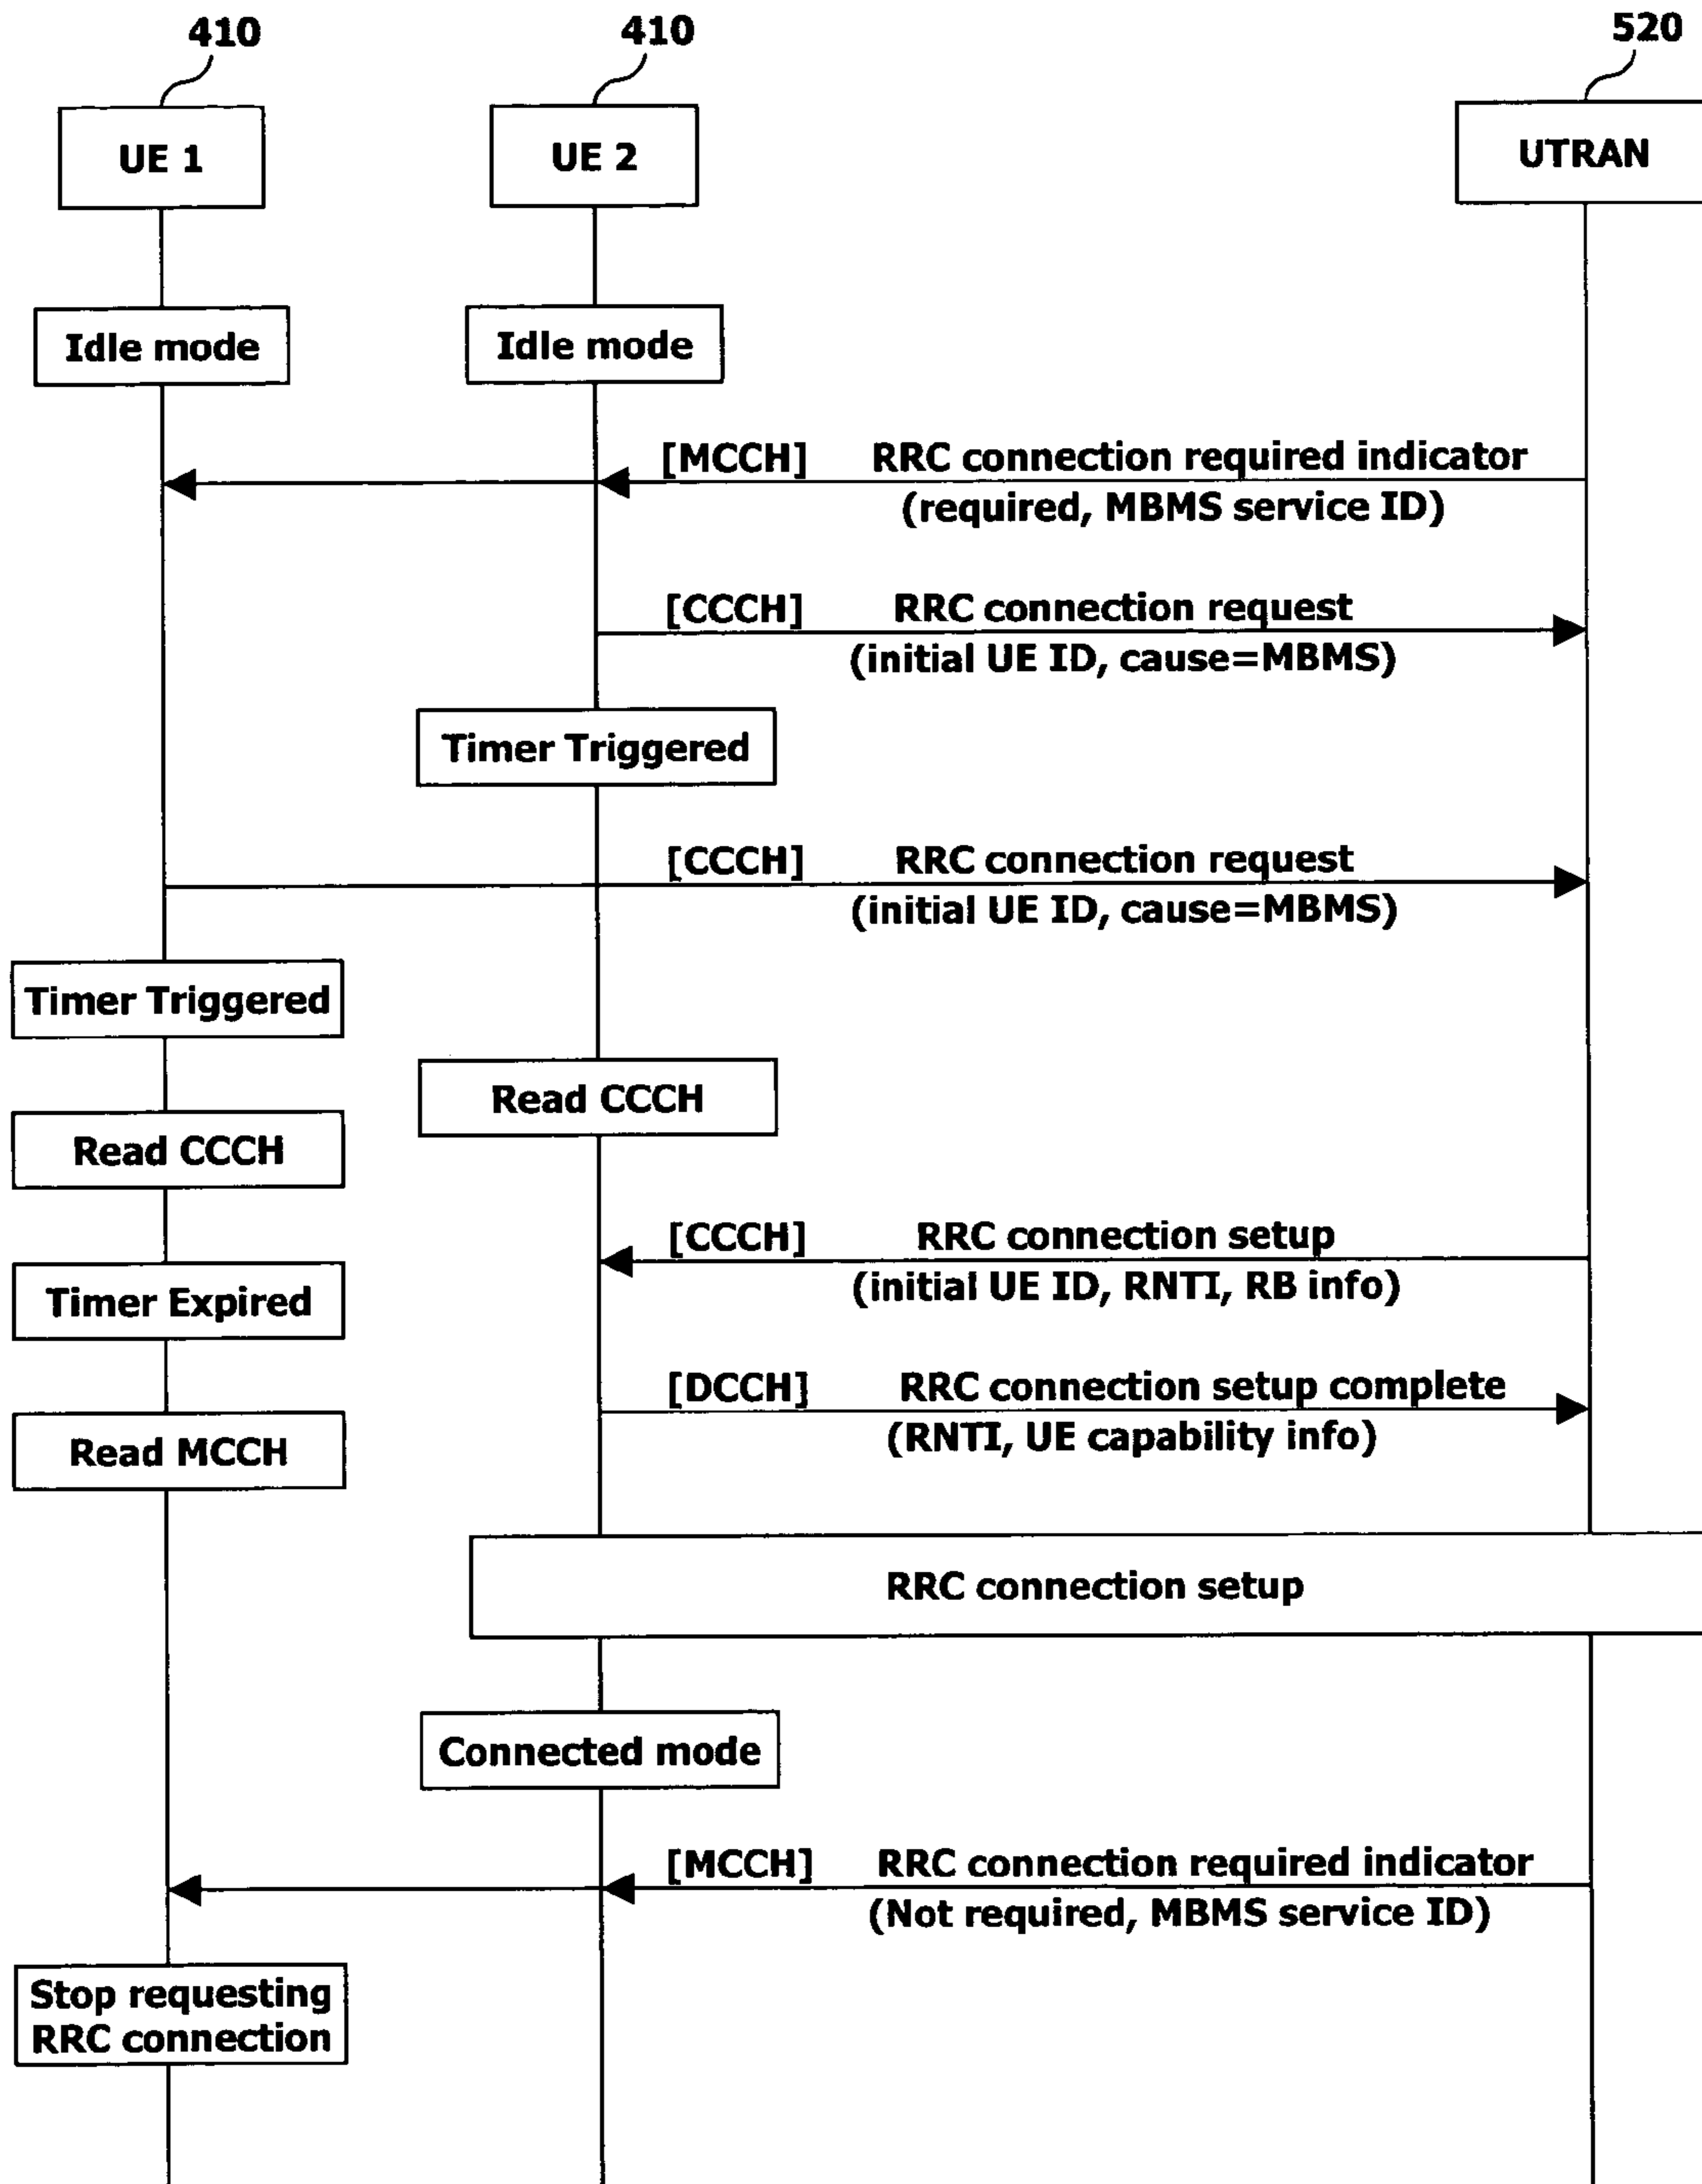 410
410
520
UE 1
UE 2
UTRAN
Idle mode
Idle mode
[MCCH] RRC connection required indicator
(required, MBMS service ID)
[CCCH] RRC connection request
(initial UE ID, cause=MBMS)
Timer Triggered
[CCCH] RRC connection request
(initial UE ID, cause=MBMS)
Timer Triggered
Read CCCH
Read CCCH
[CCCH] RRC connection setup
(initial UE ID, RNTI, RB info)
Timer Expired
[DCCH] RRC connection setup complete
(RNTI, UE capability info)
Read MCCH
RRC connection setup
Connected mode
[MCCH] RRC connection required indicator
(Not required, MBMS service ID)
Stop requesting
RRC connection